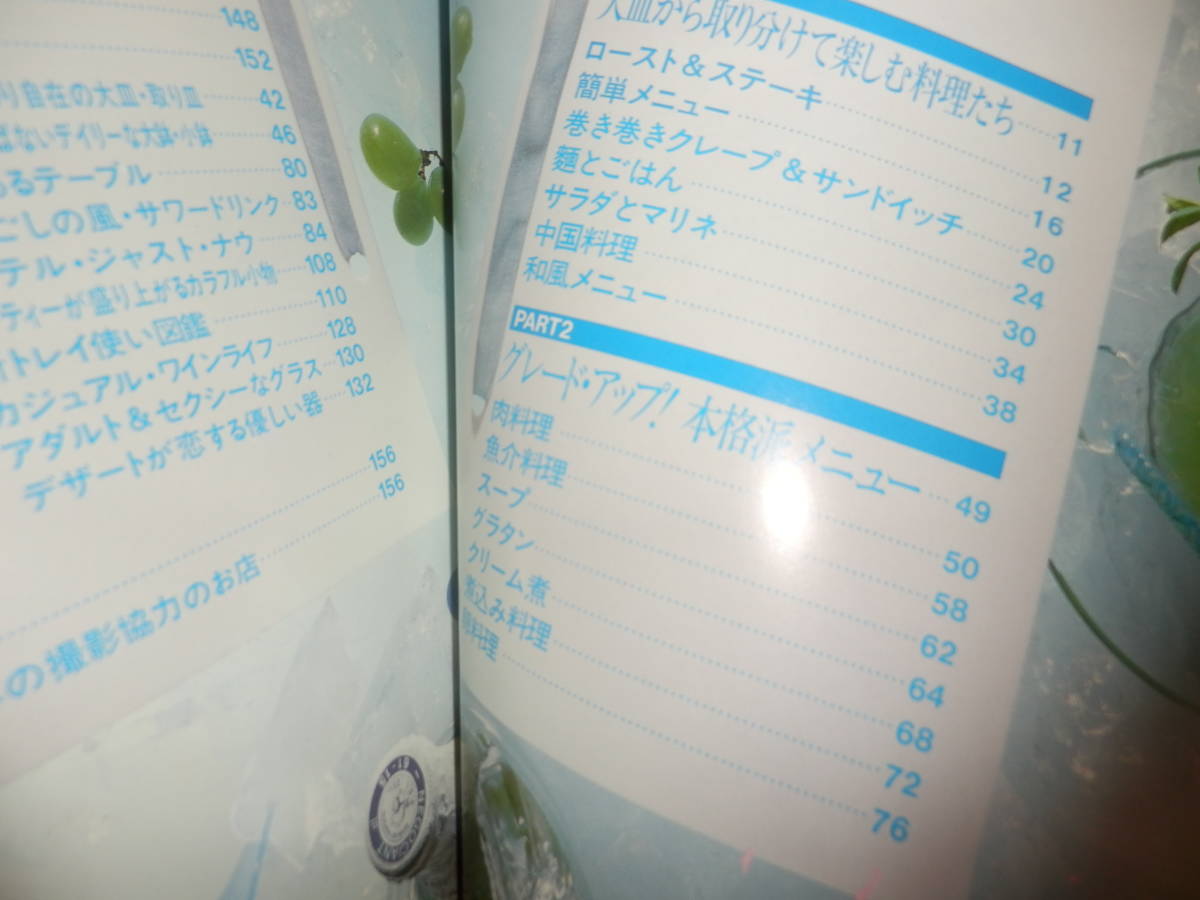 148
152
り自在の大皿・取り皿 42
ばないデイリーな大鉢・小鉢 46
あるテーブル 80
ごしの風・サワードリンク 83
テル・ジャスト・ナウ 84
ティーが盛り上がるカラフル小物 108
トレイ使い図鑑 110
カジュアル・ワインライフ 128
アダルト&セクシーなグラス 130
デザートが恋する優しい器 132
156
の撮影協力のお店 156
大皿から取り分けて楽しむ料理たち 11
ロースト&ステーキ 12
簡単メニュー 16
巻き巻きクレープ&サンドイッチ 20
麺とごはん 24
サラダとマリネ 30
中国料理 34
和風メニュー 38
PART2
グレード・アップ!本格派メニュー 49
肉料理 50
魚介料理 58
スープ 62
グラタン 64
クリーム煮 68
煮込み料理 72
料理 76